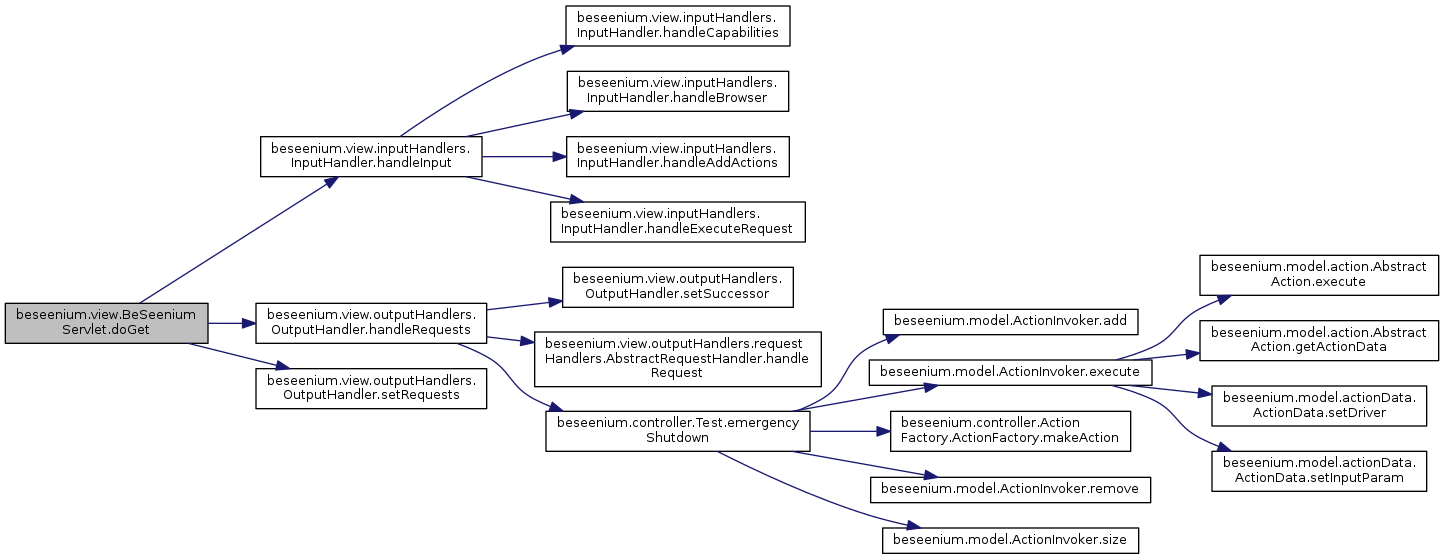 beseenium.view.inputHandlers.
InputHandler.handleCapabilities
beseenium.view.inputHandlers.
InputHandler.handleBrowser
beseenium.view.inputHandlers.
InputHandler.handleInput
beseenium.view.inputHandlers.
InputHandler.handleAddActions
beseenium.view.inputHandlers.
InputHandler.handleExecuteRequest
beseenium.view.BeSeenium
Servlet.doGet
beseenium.view.outputHandlers.
OutputHandler.handleRequests
beseenium.view.outputHandlers.
OutputHandler.setRequests
beseenium.view.outputHandlers.
OutputHandler.setSuccessor
beseenium.view.outputHandlers.request
Handlers.AbstractRequestHandler.handle
Request
beseenium.controller.Test.emergency
Shutdown
beseenium.model.ActionInvoker.add
beseenium.model.ActionInvoker.execute
beseenium.controller.Action
Factory.ActionFactory.makeAction
beseenium.model.ActionInvoker.remove
beseenium.model.ActionInvoker.size
beseenium.model.action.Abstract
Action.execute
beseenium.model.action.Abstract
Action.getActionData
beseenium.model.actionData.
ActionData.setDriver
beseenium.model.actionData.
ActionData.setInputParam